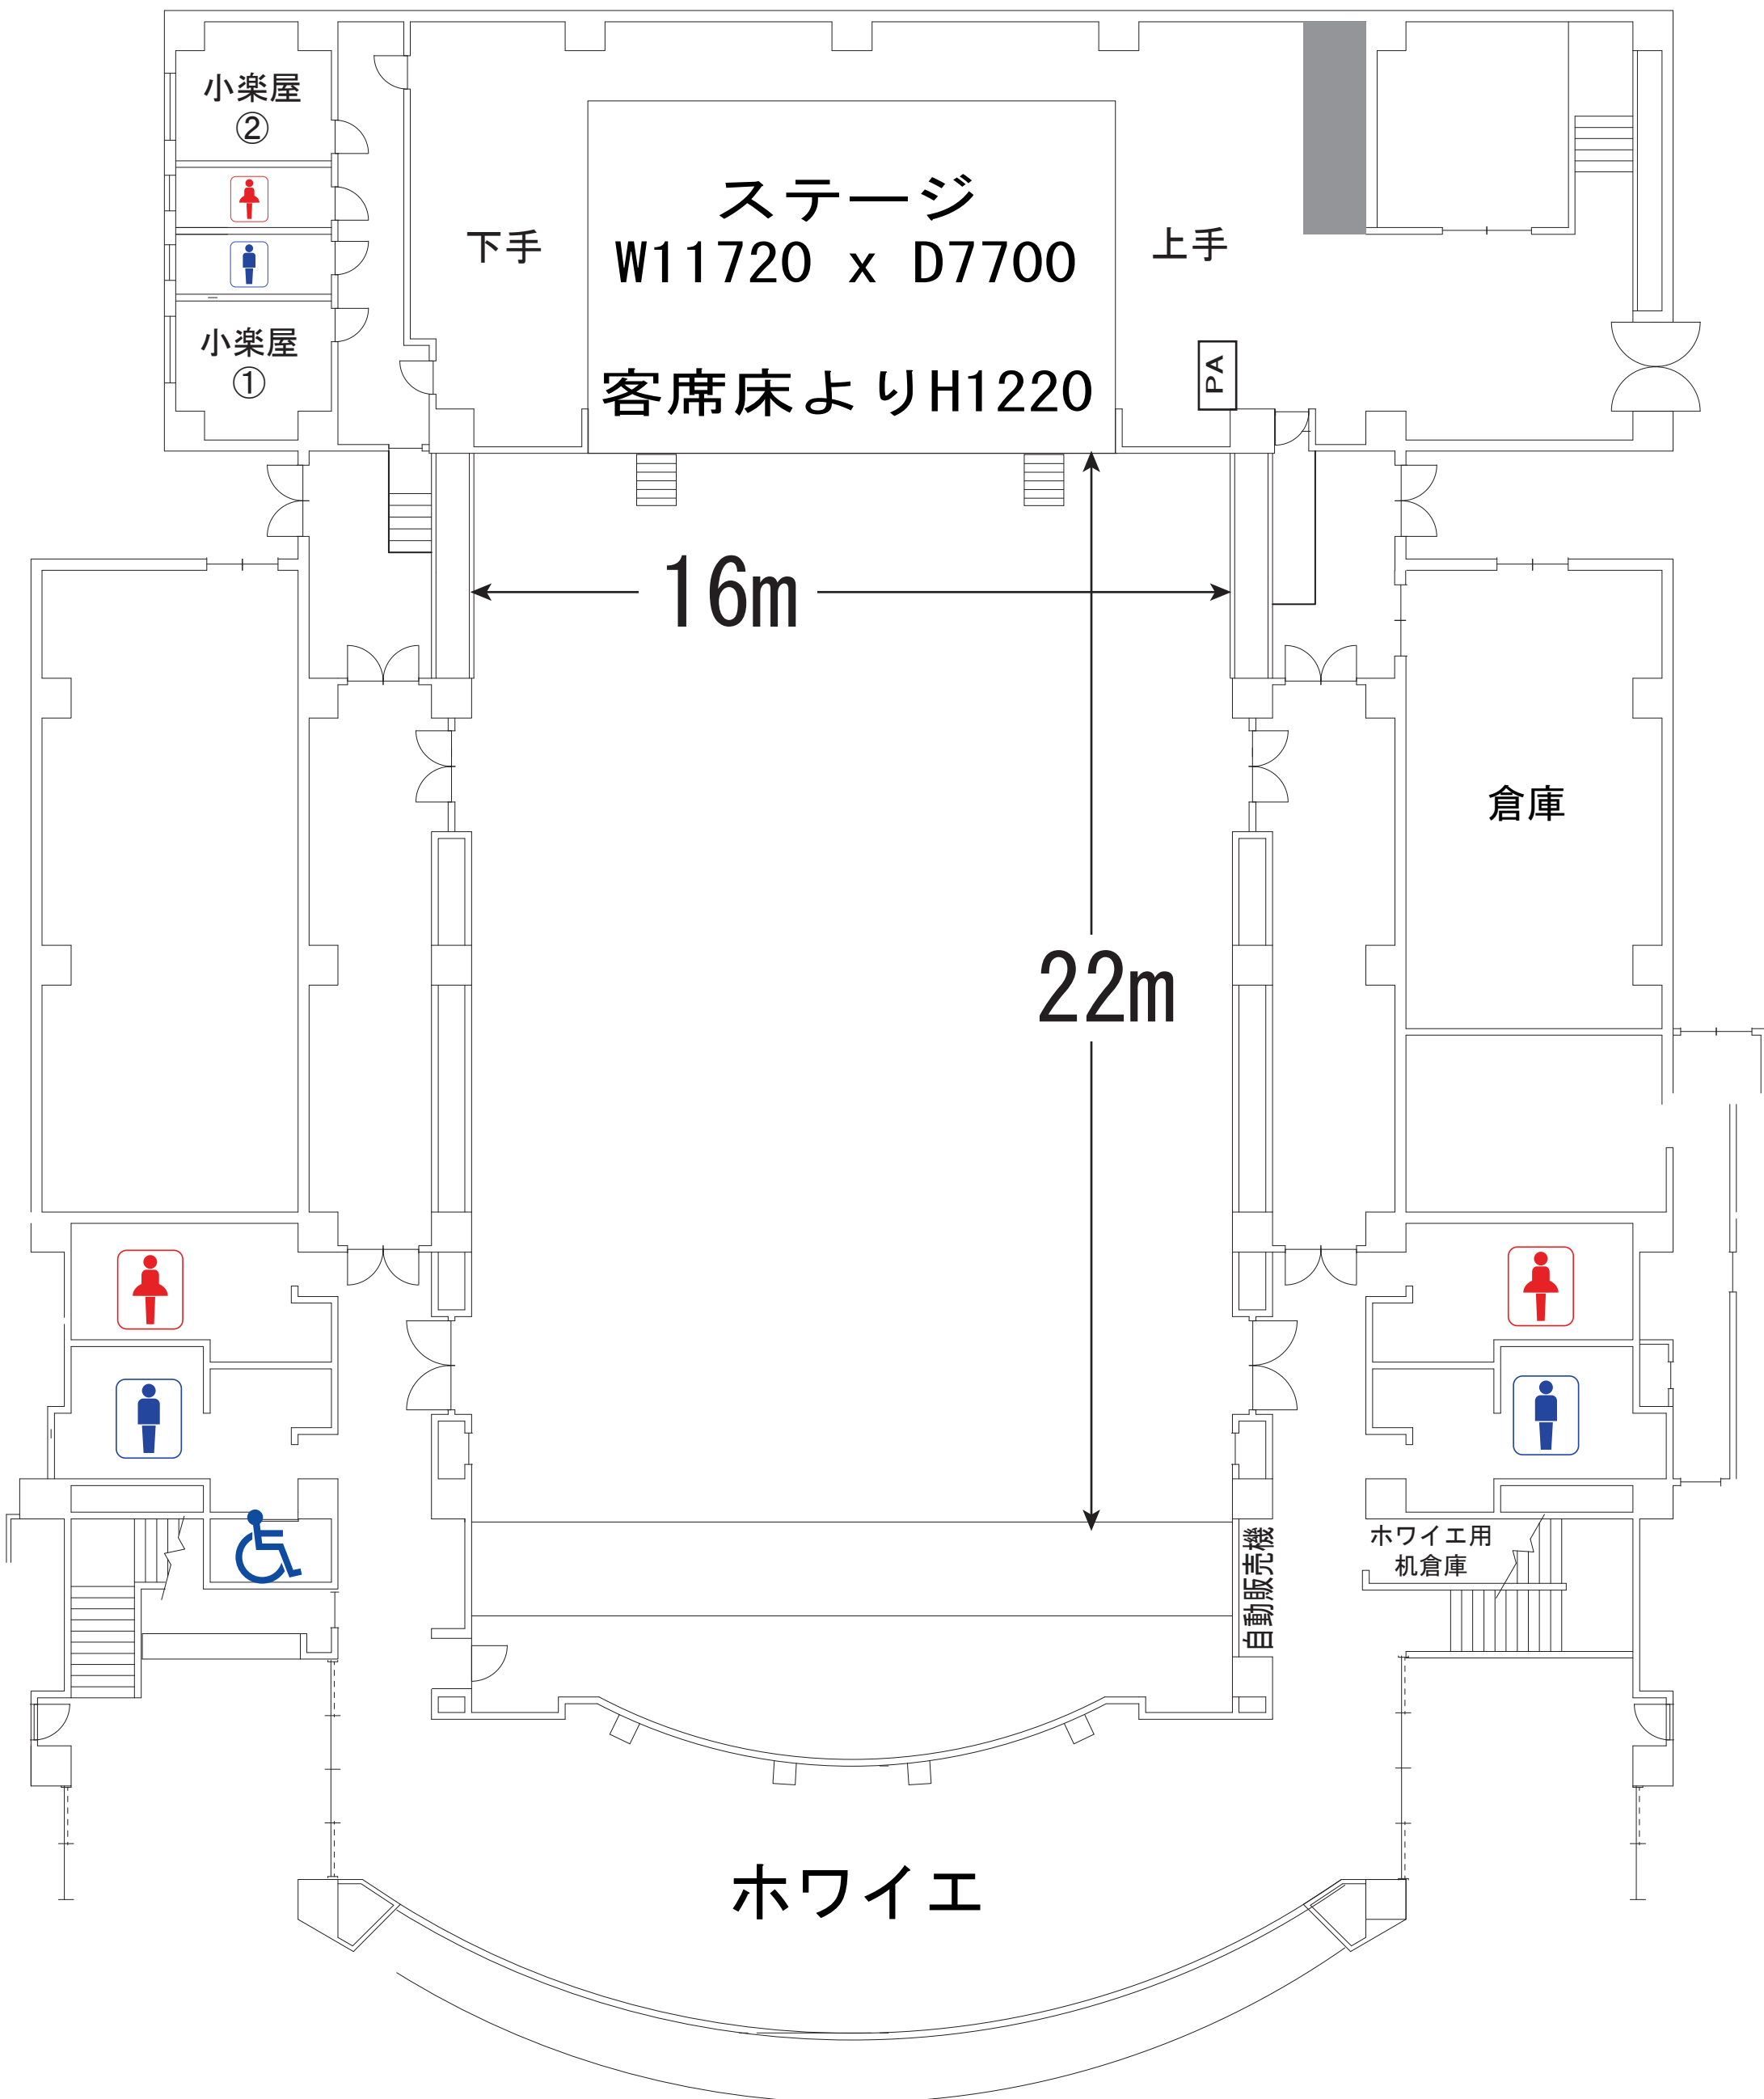 小楽屋
②
ステージ
W11720 x D7700
下手
上手
小楽屋
①
客席床よりH1220
PA
16m
倉庫
22m
自動販売機
ホワイエ用
机倉庫
ホワイエ